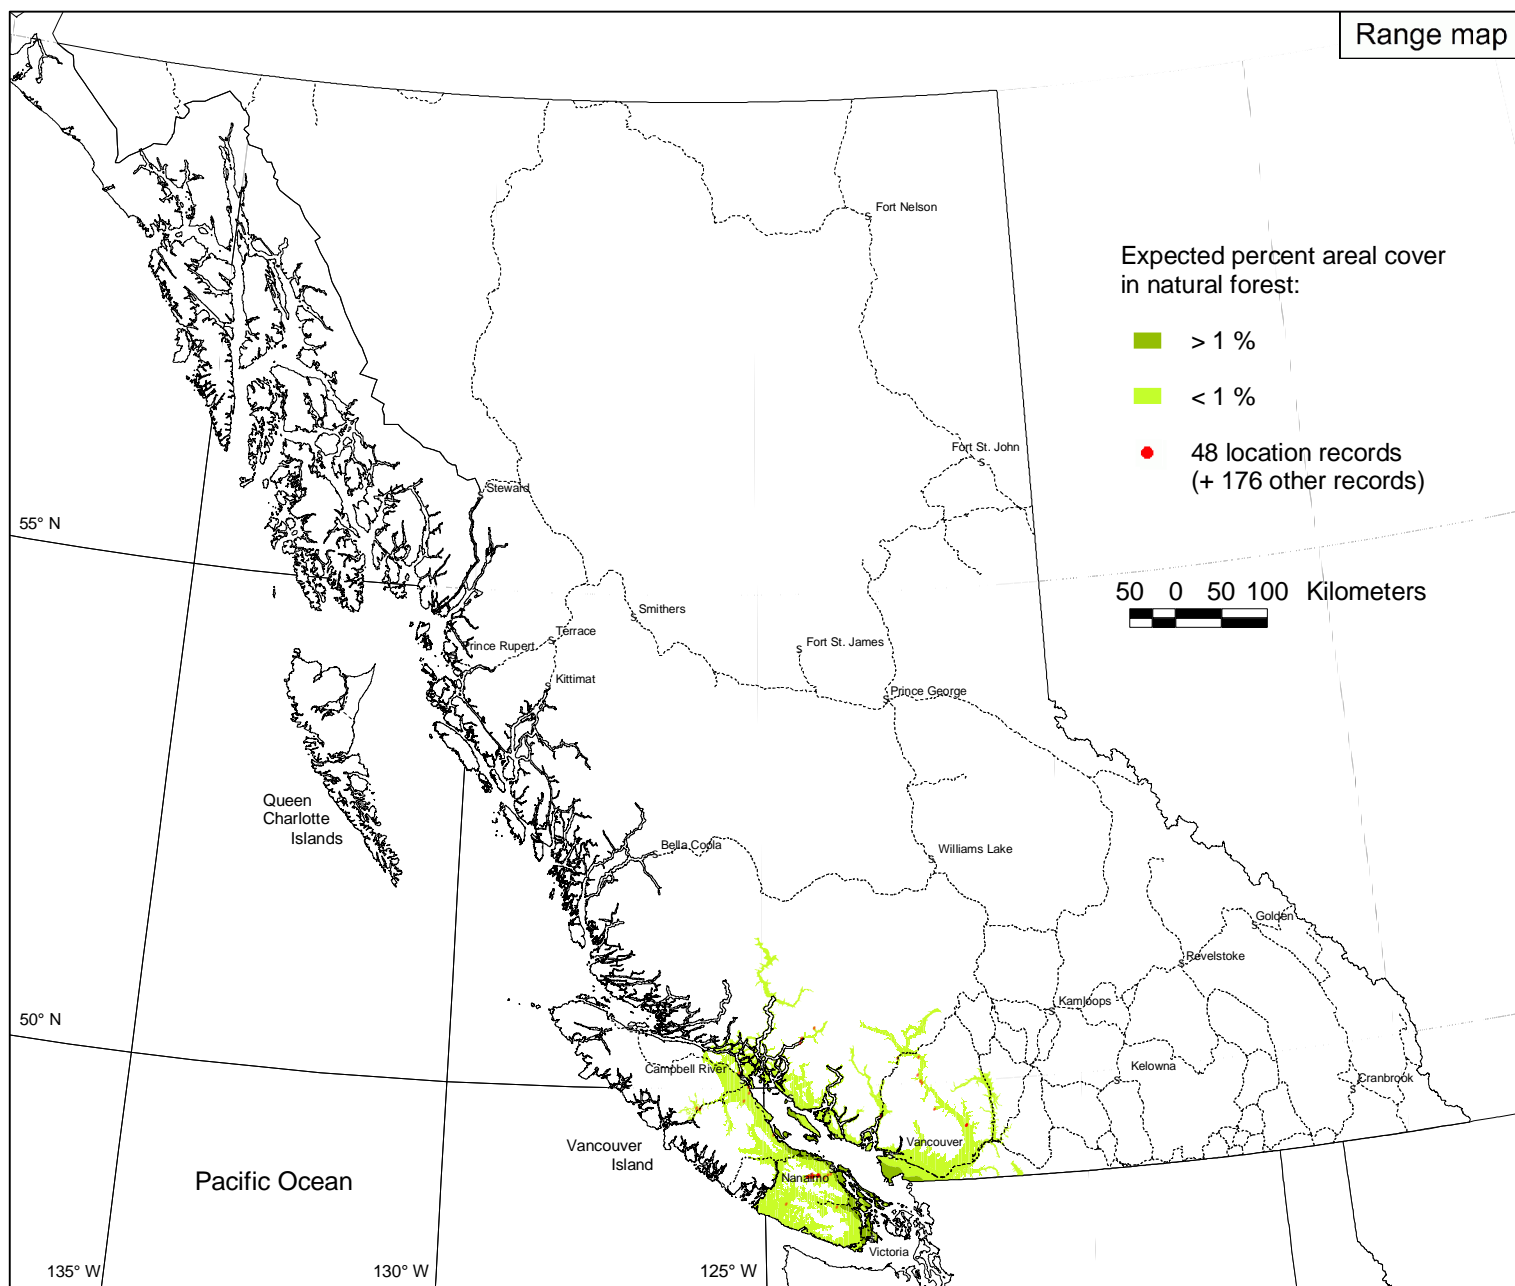 Range map
Fort Nelson
Expected percent areal cover
in natural forest:
> 1 %
< 1 %
Fort St. John
48 location records
(+ 176 other records)
Steward
55° N
50 0 50 100 Kilometers
Smithers
Terrace
Prince Rupert
Fort St. James
Kittimat
Prince George
Queen
Charlotte
Islands
Bella Coola
Williams Lake
Golden
Revelstoke
Kamloops
50° N
Campbell River
Kelowna
Cranbrook
Vancouver
Vancouver
Island
Pacific Ocean
Nanaimo
Victoria
135° W
130° W
125° W